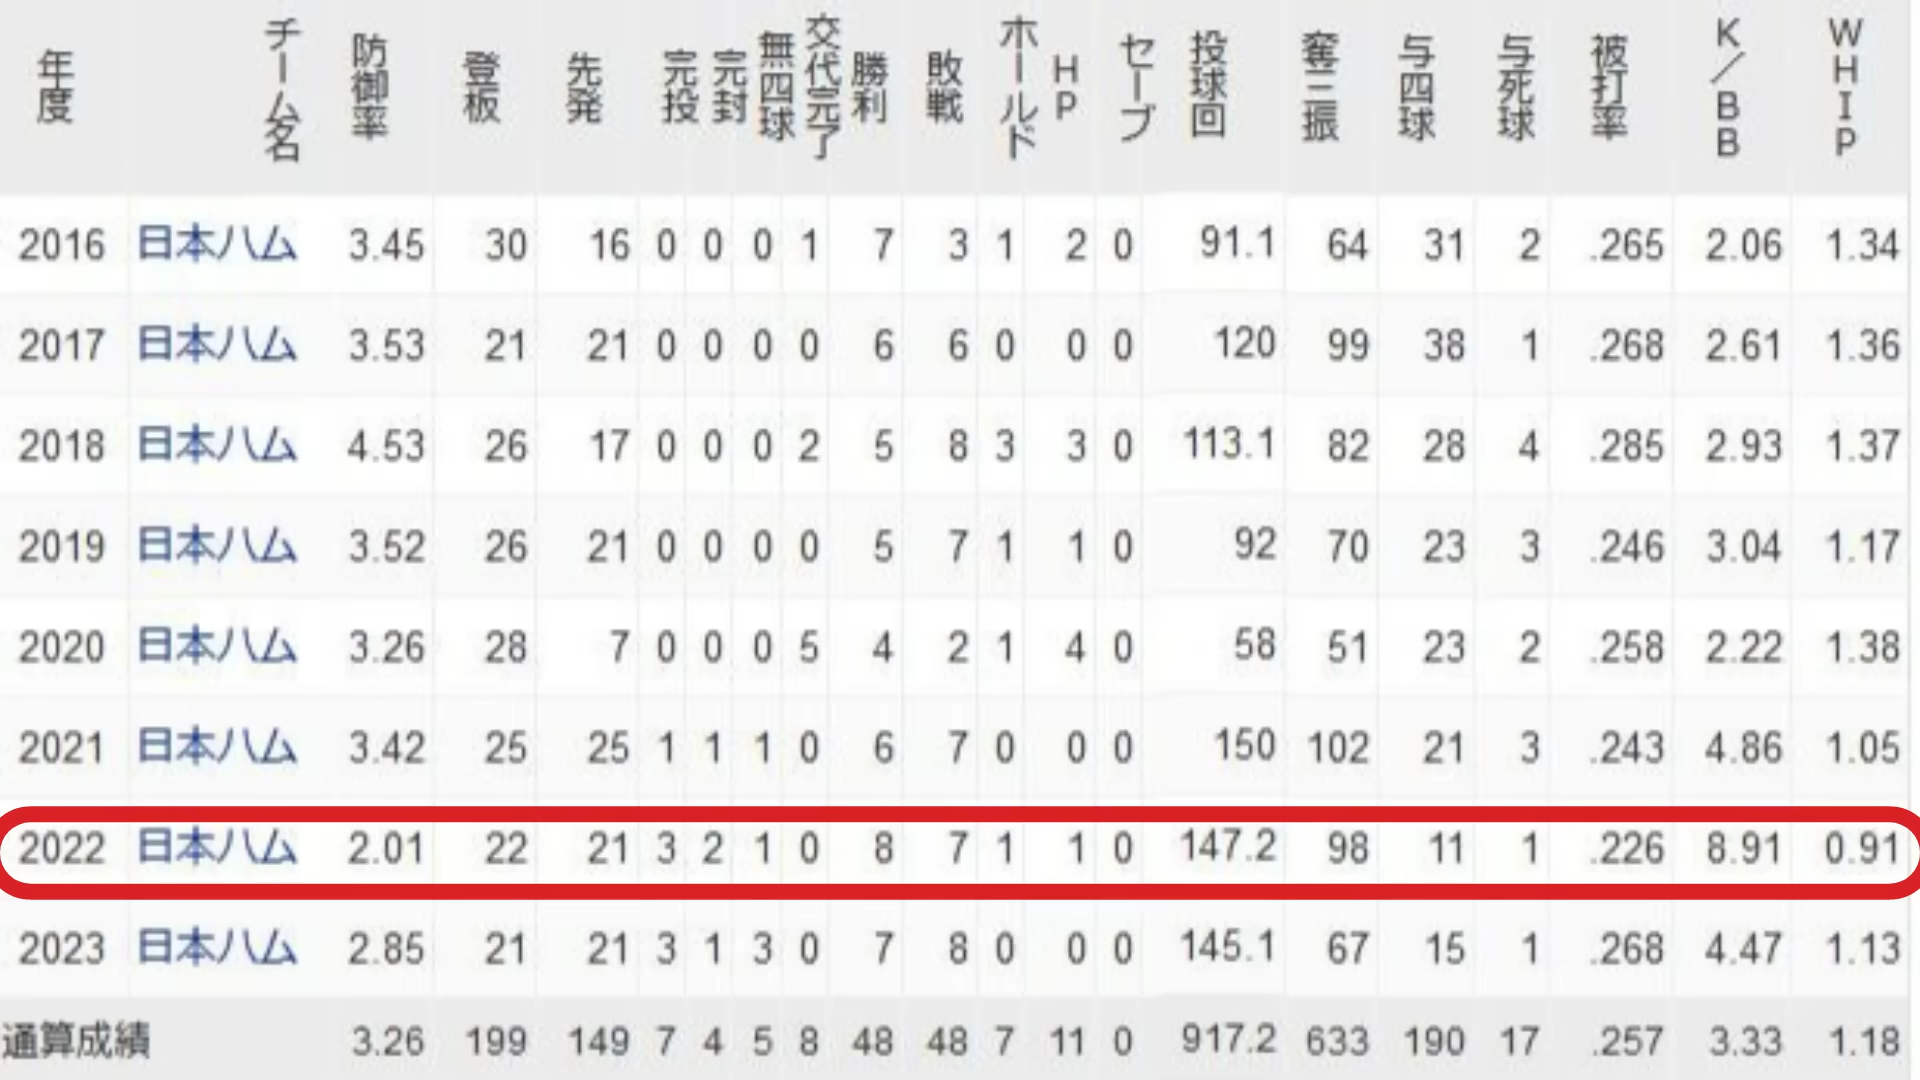 年度 チーム名 防御率 登板 先発 完投 完封 無四球 交代完了 勝利 敗戦 ホールド HP セーブ 投球回 奪三振 与四球 与死球 被打率 K/BB WHIP
2016 日本ハム 3.45 30 16 0 0 0 1 7 3 1 2 0 91.1 64 31 2 .265 2.06 1.34
2017 日本ハム 3.53 21 21 0 0 0 0 6 6 0 0 0 120 99 38 1 .268 2.61 1.36
2018 日本ハム 4.53 26 17 0 0 0 2 5 8 3 3 0 113.1 82 28 4 .285 2.93 1.37
2019 日本ハム 3.52 26 21 0 0 0 0 5 7 1 1 0 92 70 23 3 .246 3.04 1.17
2020 日本ハム 3.26 28 7 0 0 0 5 4 2 1 4 0 58 51 23 2 .258 2.22 1.38
2021 日本ハム 3.42 25 25 1 1 1 0 6 7 0 0 0 150 102 21 3 .243 4.86 1.05
2022 日本ハム 2.01 22 21 3 2 1 0 8 7 1 1 0 147.2 98 11 1 .226 8.91 0.91
2023 日本ハム 2.85 21 21 3 1 3 0 7 8 0 0 0 145.1 67 15 1 .268 4.47 1.13
通算成績 3.26 199 149 7 4 5 8 48 48 7 11 0 917.2 633 190 17 .257 3.33 1.18